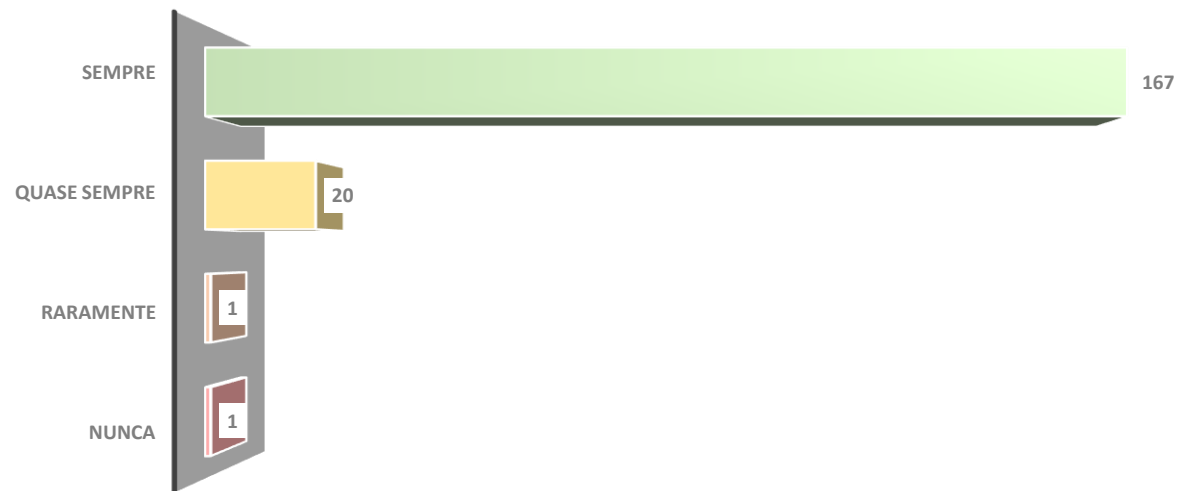 SEMPRE
167
QUASE SEMPRE
20
RARAMENTE
1
NUNCA
1